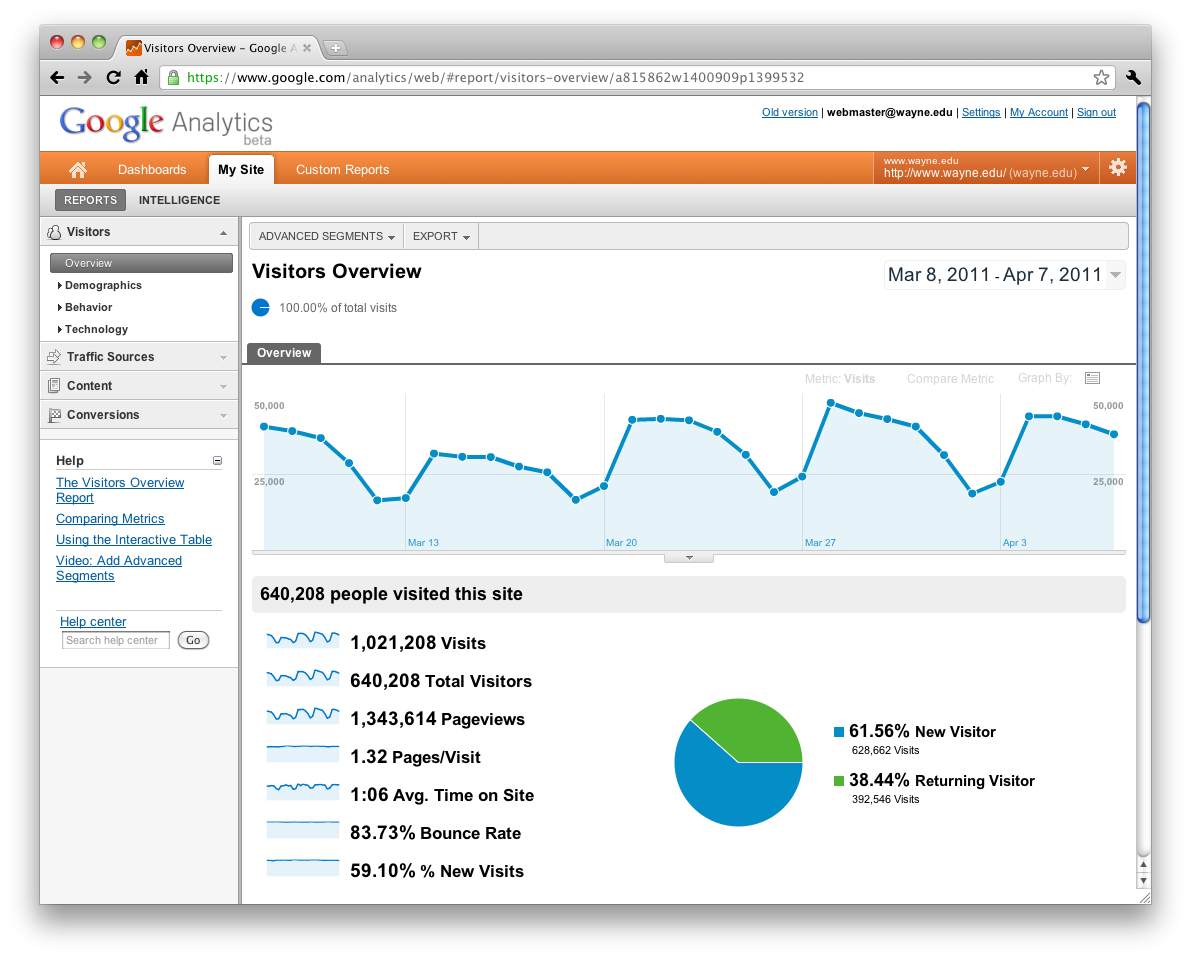 Visitors Overview – Google A
https://www.google.com/analytics/web/#report/visitors-overview/a815862w1400909p1399532
Google Analytics
beta
Old version | webmaster@wayne.edu | Settings | My Account | Sign out
Dashboards
My Site
Custom Reports
www.wayne.edu
http://www.wayne.edu/ (wayne.edu)
REPORTS
INTELLIGENCE
Visitors
Overview
Demographics
Behavior
Technology
Traffic Sources
Content
Conversions
Help
The Visitors Overview
Report
Comparing Metrics
Using the Interactive Table
Video: Add Advanced
Segments
Help center
Search help center
Go
ADVANCED SEGMENTS
EXPORT
Visitors Overview
Mar 8, 2011 - Apr 7, 2011
100.00% of total visits
Overview
Metric: Visits
Compare Metric
Graph By:
50,000
50,000
25,000
25,000
Mar 13
Mar 20
Mar 27
Apr 3
640,208 people visited this site
1,021,208 Visits
640,208 Total Visitors
1,343,614 Pageviews
1.32 Pages/Visit
1:06 Avg. Time on Site
83.73% Bounce Rate
59.10% % New Visits
61.56% New Visitor
628,662 Visits
38.44% Returning Visitor
392,546 Visits